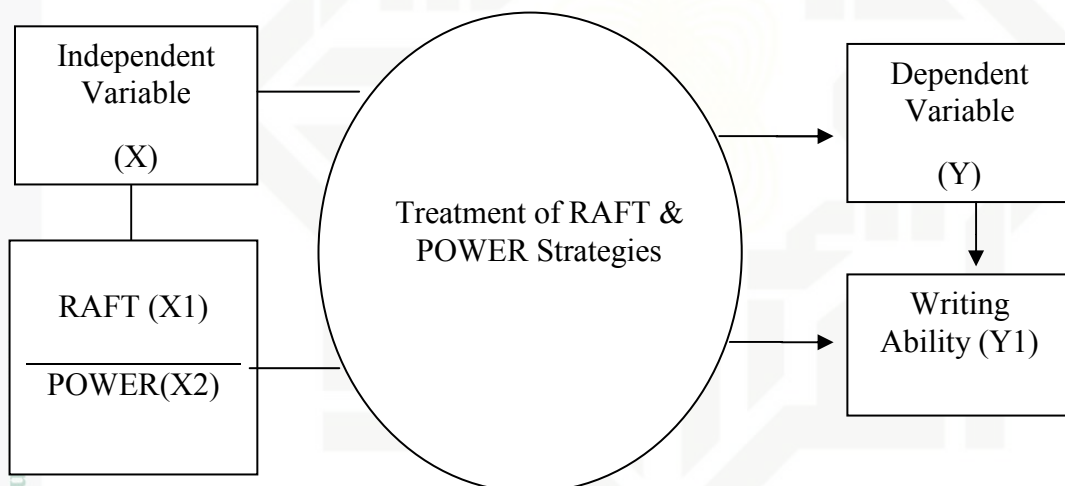 Independent
Variable
(X)
RAFT (X1)
POWER(X2)
Treatment of RAFT &
POWER Strategies
Dependent
Variable
(Y)
Writing
Ability (Y1)